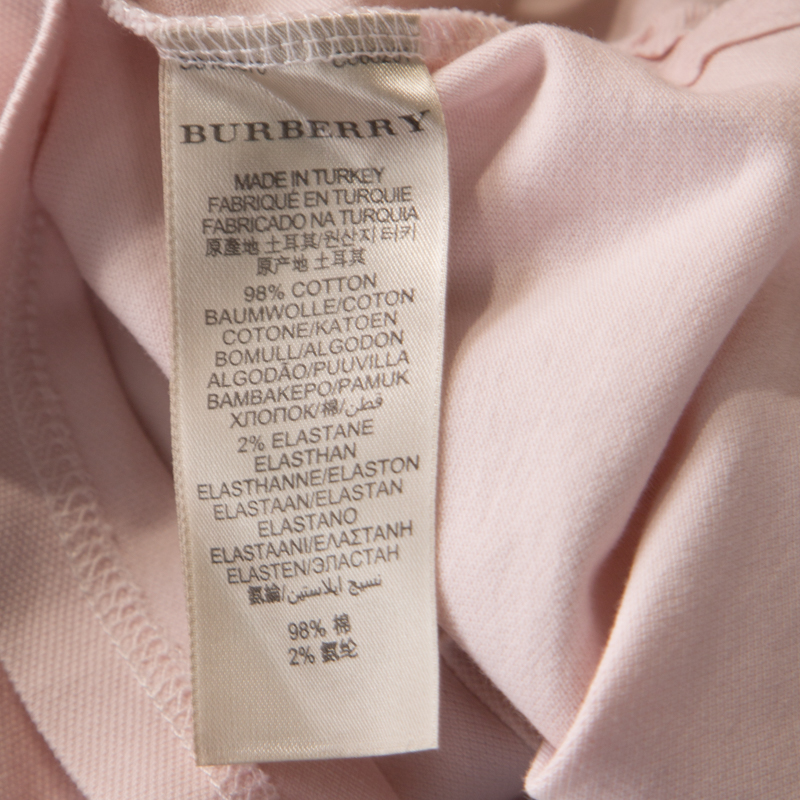 BURBERRY
MADE IN TURKEY
FABRIQUÉ EN TURQUIE
FABRICADO NA TURQUIA
原產地 土耳其/원산지 터키
原产地 土耳其
98% COTTON
BAUMWOLLE/COTON
COTONE/KATOEN
BOMULL/ALGODON
ALGODÃO/PUUVILLA
BAMBAKEPO/PAMUK
ХЛОПОК/棉/قطن
2% ELASTANE
ELASTHAN
ELASTHANNE/ELASTON
ELASTAAN/ELASTAN
ELASTANO
ELASTAANI/ΕΛΑΣΤΑΝΗ
ELASTEN/ЭЛАСТАН
氨綸/نسيج ايلاستين
98% 棉
2% 氨纶